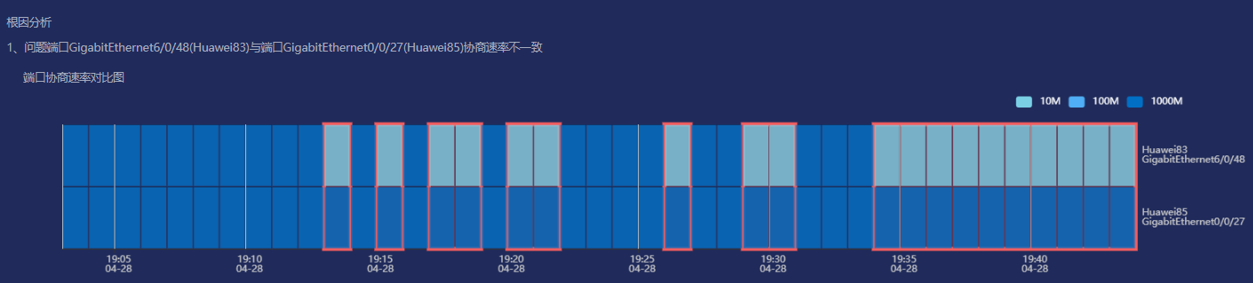 根因分析
1、问题端口GigabitEthernet6/0/48(Huawei83)与端口GigabitEthernet0/0/27(Huawei85)协商速率不一致
端口协商速率对比图
10M 100M 1000M
Huawei83
GigabitEthernet6/0/48
Huawei85
GigabitEthernet0/0/27
19:05 19:10 19:15 19:20 19:25 19:30 19:35 19:40
04-28 04-28 04-28 04-28 04-28 04-28 04-28 04-28